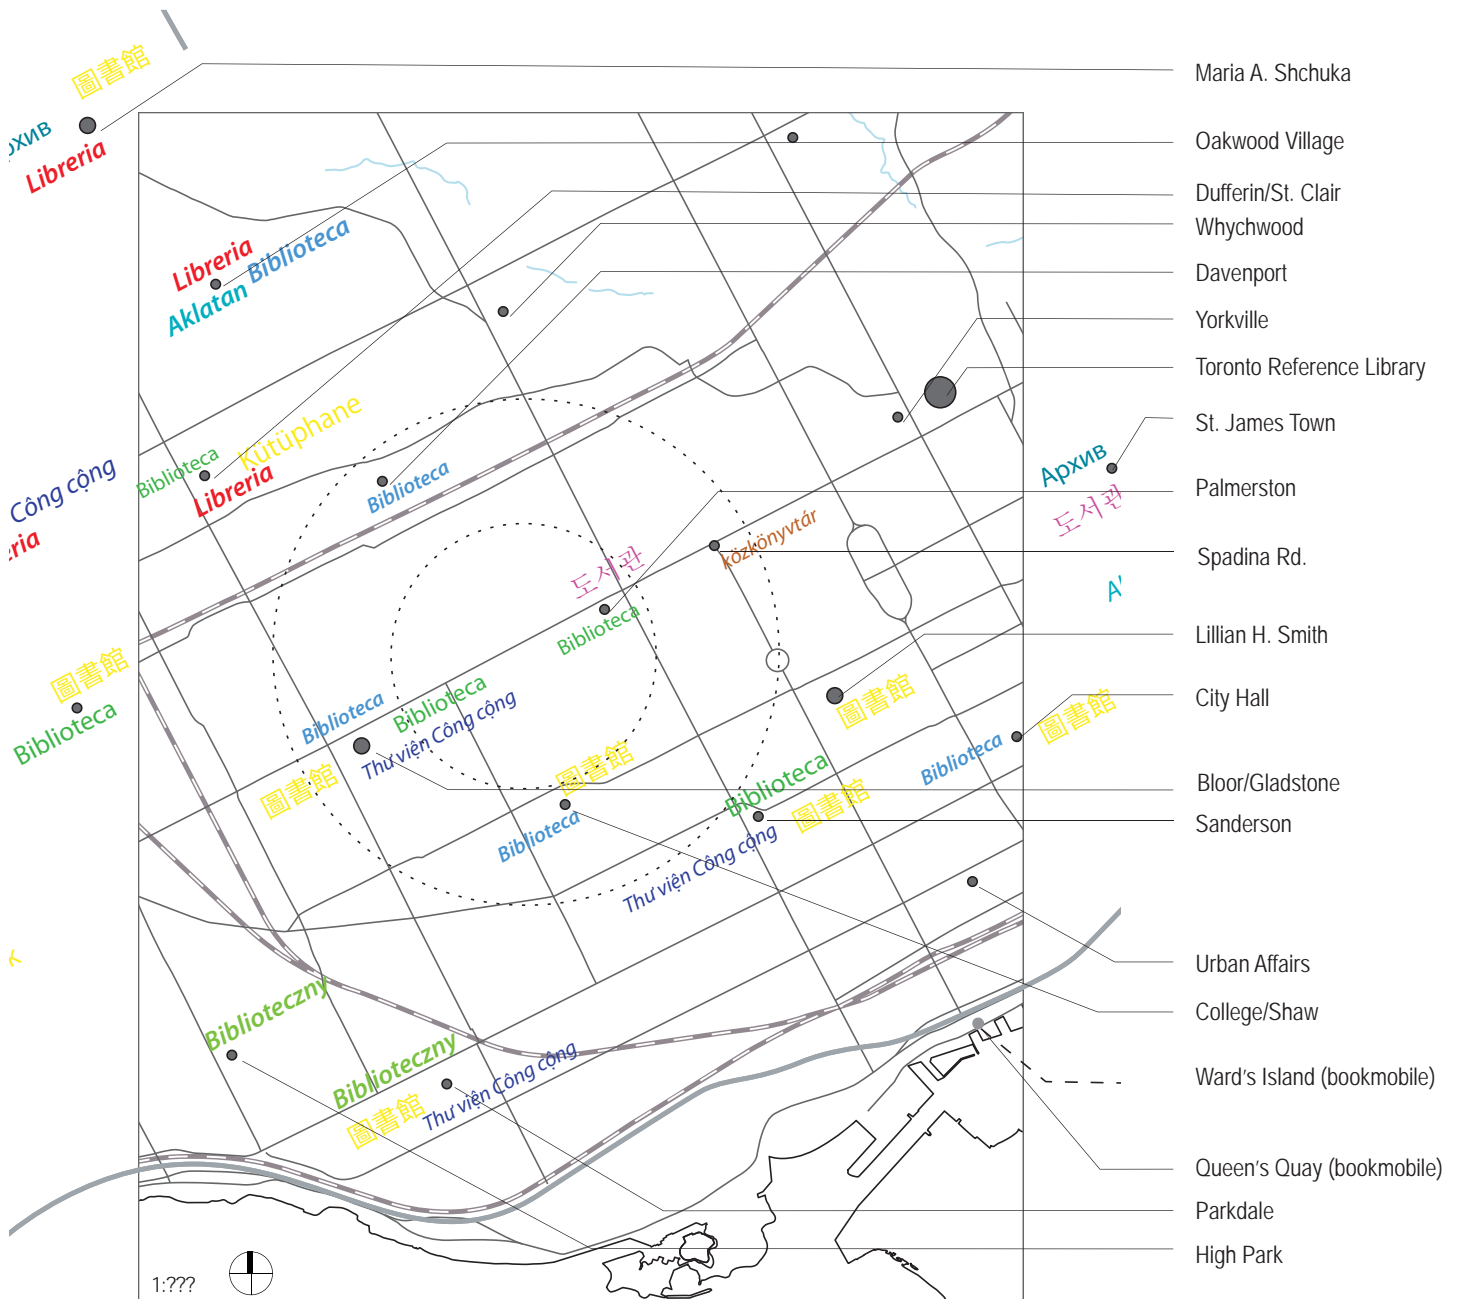 圖書館
Maria A. Shchuka
Libreria
Oakwood Village
Dufferin/St. Clair
Whychwood
Libreria
Biblioteca
Aklatan
Davenport
Yorkville
Toronto Reference Library
Kütüphane
Biblioteca
Libreria
Biblioteca
St. James Town
Архив
도서관
Công cộng
Palmerston
közkönyvtár
Spadina Rd.
도서관
Biblioteca
Lillian H. Smith
圖書館
Biblioteca
圖書館
City Hall
圖書館
Biblioteca
Biblioteca
Biblioteca
Thư viện Công cộng
圖書館
圖書館
Biblioteca
Biblioteca
圖書館
Thư viện Công cộng
Bloor/Gladstone
Sanderson
Urban Affairs
College/Shaw
Biblioteczny
Biblioteczny
Thư viện Công cộng
圖書館
Ward's Island (bookmobile)
Queen's Quay (bookmobile)
Parkdale
High Park
1:???